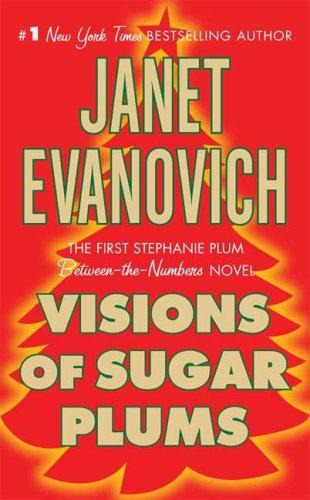 #1 New York Times BESTSELLING AUTHOR
JANET
EVANOVICH
THE FIRST STEPHANIE PLUM
Between-the-Numbers NOVEL
VISIONS
OF SUGAR
PLUMS